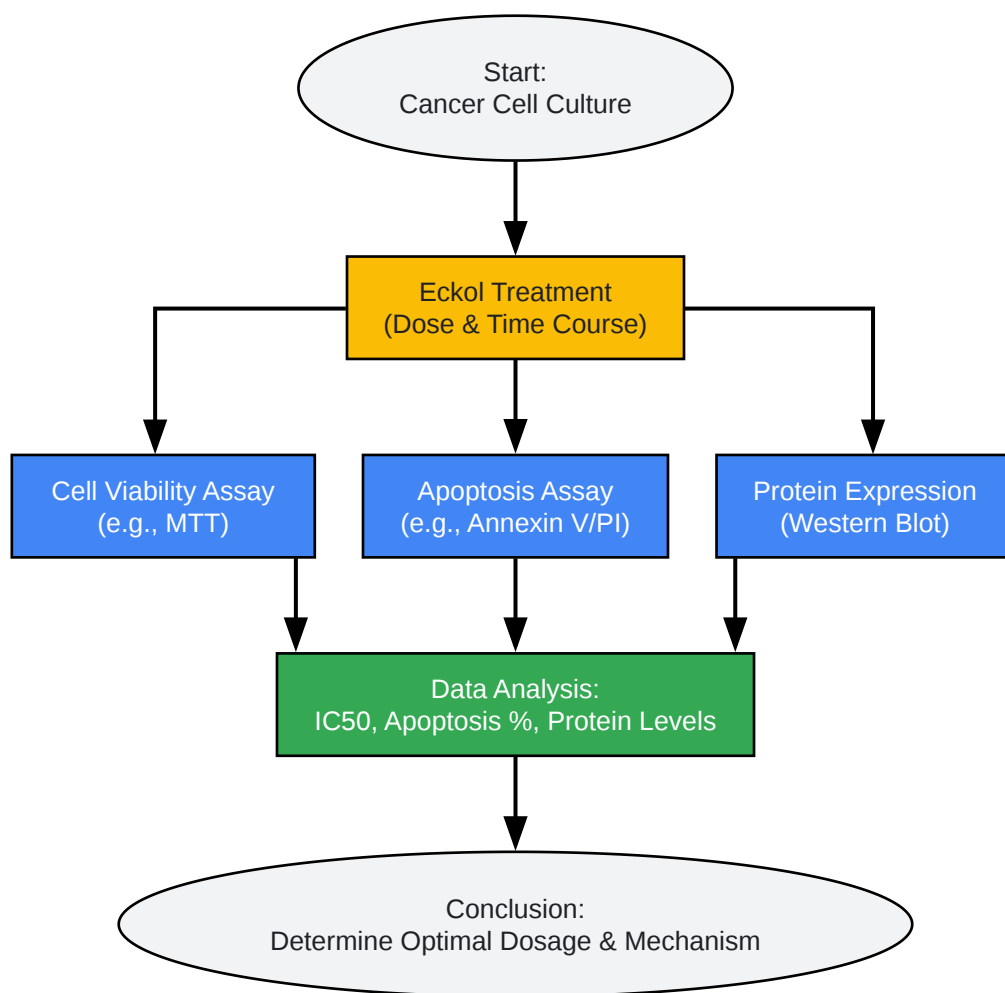 Start:
Cancer Cell Culture
Eckol Treatment
(Dose & Time Course)
Cell Viability Assay
(e.g., MTT)
Apoptosis Assay
(e.g., Annexin V/PI)
Protein Expression
(Western Blot)
Data Analysis:
IC50, Apoptosis %, Protein Levels
Conclusion:
Determine Optimal Dosage & Mechanism